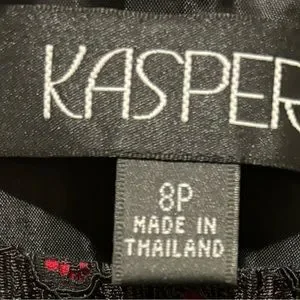 KASPER
8P
MADE IN
THAILAND